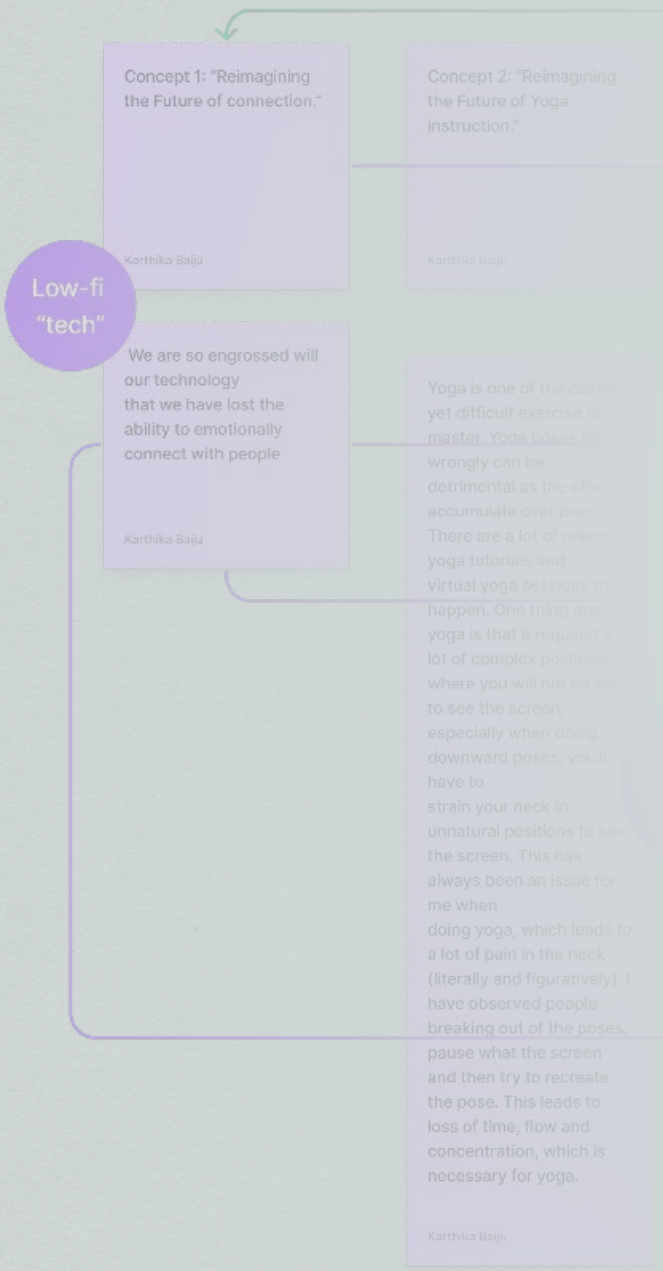 Concept 1: "Reimagining
the Future of connection."
Karthika Baiju
Concept 2: "Reimagining
the Future of Yoga
instruction."
Karthika Baiju
Low-fi
"tech"
We are so engrossed will
our technology
that we have lost the
ability to emotionally
connect with people
Karthika Baiju
Yoga is one of the calming
yet difficult exercise to
master. Yoga poses done
wrongly can be
detrimental as the effects
accumulate over practice.
There are a lot of online
yoga tutorials and
virtual yoga sessions that
happen. One thing about
yoga is that it required a
lot of complex positions
where you will not be able
to see the screen,
especially when doing
downward poses, you'll
have to
strain your neck in
unnatural positions to see
the screen. This has
always been an issue for
me when
doing yoga, which leads to
a lot of pain in the neck
(literally and figuratively). I
have observed people
breaking out of the poses,
pause what the screen
and then try to recreate
the pose. This leads to
loss of time, flow and
concentration, which is
necessary for yoga.
Karthika Baiju